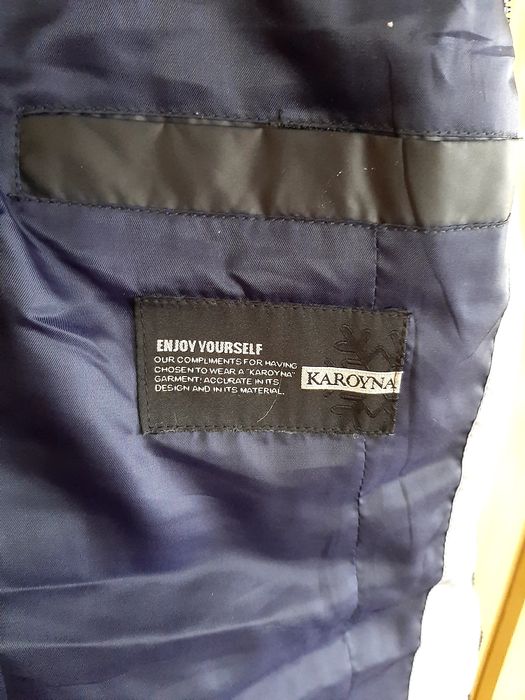 ENJOY YOURSELF
OUR COMPLIMENTS FOR HAVING
CHOSEN TO WEAR A "KAROYNA"
GARMENT: ACCURATE IN ITS
DESIGN AND IN ITS MATERIAL.
KAROYNA